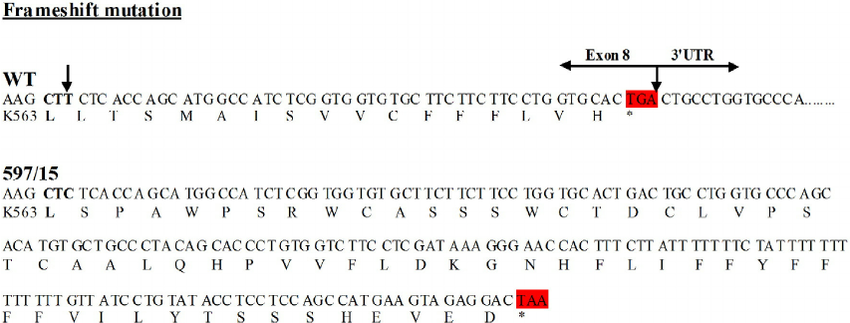 Frameshift mutation
Exon 8 3'UTR
WT
AAG CTT CTC ACC AGC ATG GCC ATC TCG GTG GTG TGC TTC TTC TTC CTG GTG CAC TGA CTGCCTGGTGCCCA........
K563 L L T S M A I S V V C F F F L V H *
597/15
AAG CTC TCA CCA GCA TGG CCA TCT CGG TGG TGT GCT TCT TCT TCC TGG TGC ACT GAC TGC CTG GTG CCC AGC
K563 L S P A W P S R W C A S S S W C T D C L V P S
ACA TGT GCT GCC CTA CAG CAC CCT GTG GTC TTC CTC GAT AAA GGG AAC CAC TTT CTT ATT TTT TTC TAT TTT TTT
T C A A L Q H P V V F L D K G N H F L I F F Y F F
TTT TTT GTT ATC CTG TAT ACC TCC TCC AGC CAT GAA GTA GAG GAC TAA
F F V I L Y T S S S H E V E D *